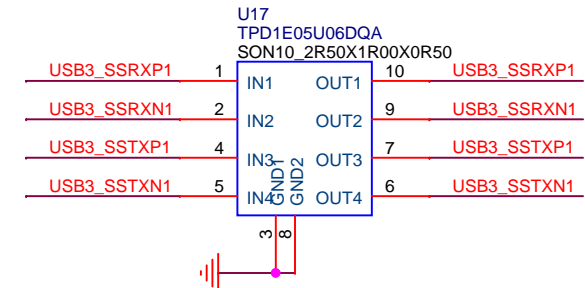 U17
TPD1E05U06DQA
SON10_2R50X1R00X0R50
USB3_SSRXP1 1 IN1 OUT1 10 USB3_SSRXP1
USB3_SSRXN1 2 IN2 OUT2 9 USB3_SSRXN1
USB3_SSTXP1 4 IN3 OUT3 7 USB3_SSTXP1
USB3_SSTXN1 5 IN4 OUT4 6 USB3_SSTXN1
GND1
GND2
3
8